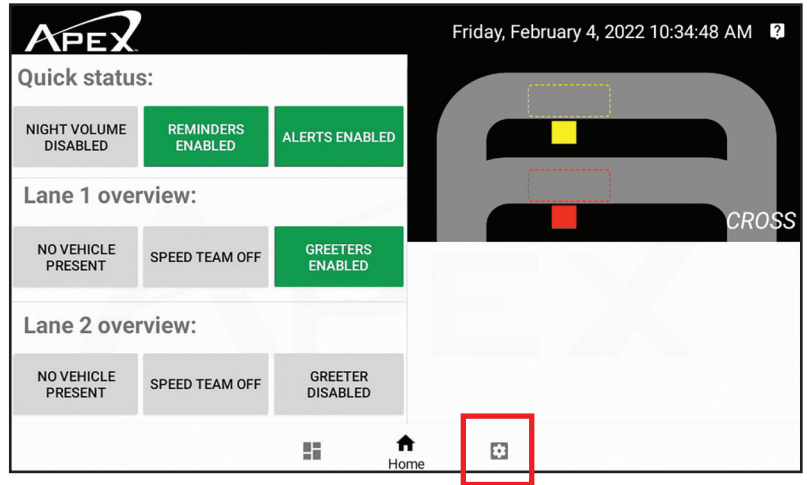 APEX
Friday, February 4, 2022 10:34:48 AM
?
Quick status:
NIGHT VOLUME
DISABLED
REMINDERS
ENABLED
ALERTS ENABLED
Lane 1 overview:
NO VEHICLE
PRESENT
SPEED TEAM OFF
GREETERS
ENABLED
Lane 2 overview:
NO VEHICLE
PRESENT
SPEED TEAM OFF
GREETER
DISABLED
CROSS
APEX
Home